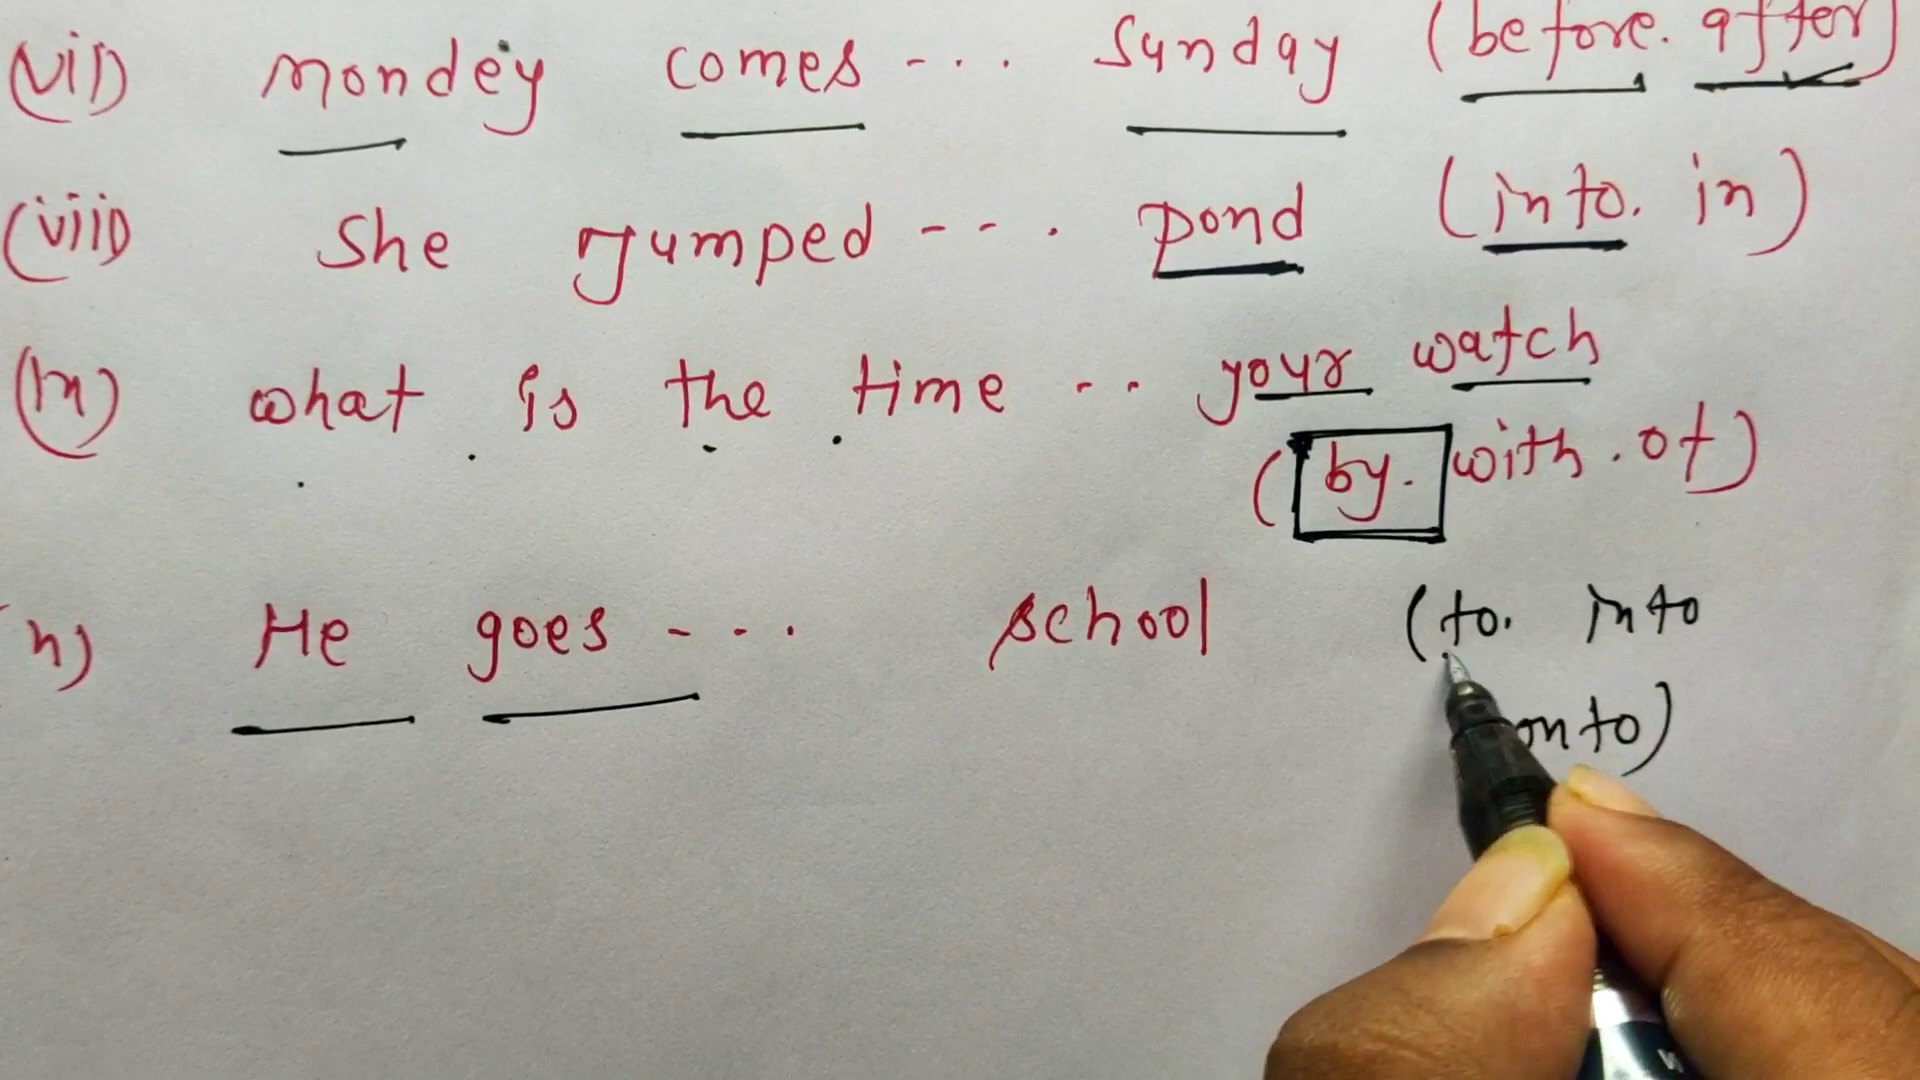 (vii) mondey comes --.. Sunday (before. after)
(viii) She jumped --- . pond (into. in)
(ix) what is the time -- your watch
(by. with. of)
x) He goes -.. school (to. into
onto)